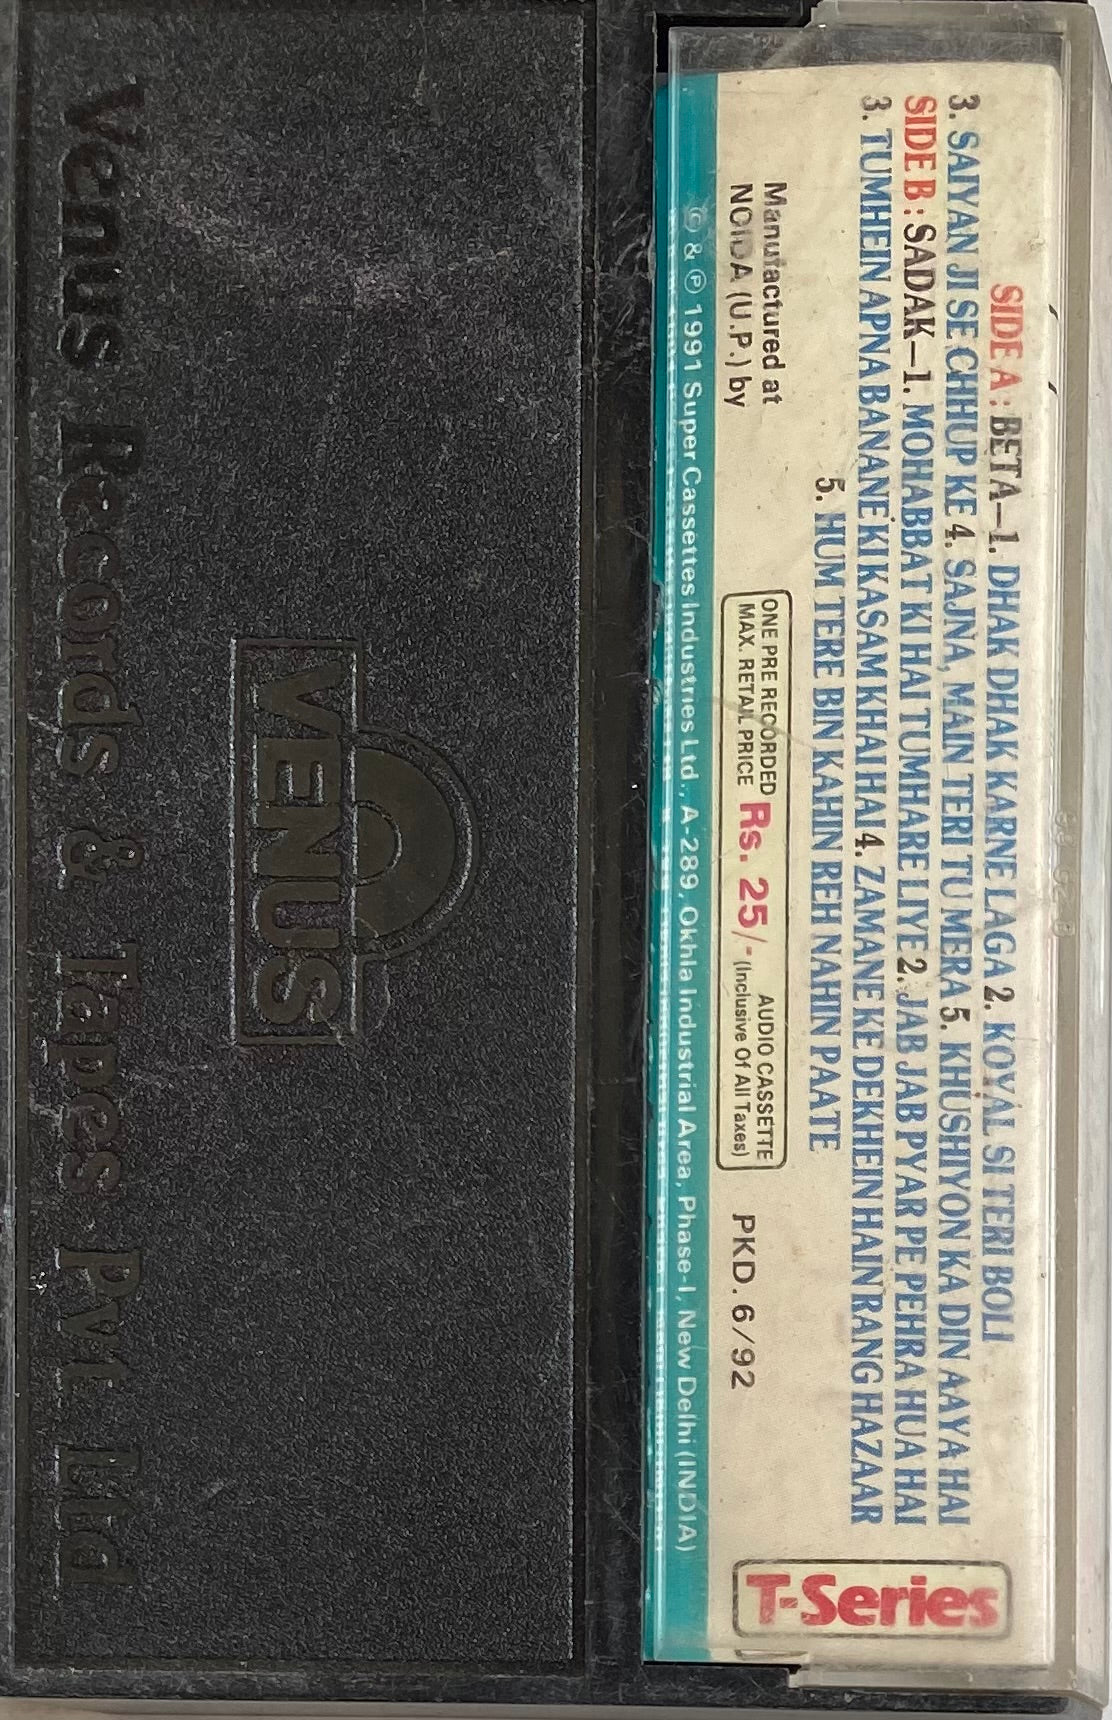 SIDE A : BETA—1. DHAK DHAK KARNE LAGA 2. KOYAL SI TERI BOLI
3. SAIYAN JI SE CHHUP KE 4. SAJNA, MAIN TERI TU MERA 5. KHUSHIYON KA DIN AAYA HAI
SIDE B : SADAK—1. MOHABBAT KI HAI TUMHARE LIYE 2. JAB JAB PYAR PE PEHRA HUA HAI
3. TUMHEIN APNA BANANE KI KASAM KHAI HAI 4. ZAMANE KE DEKHEIN HAIN RANG HAZAAR
5. HUM TERE BIN KAHIN REH NAHIN PAATE
Manufactured at
NOIDA (U.P.) by
ONE PRE RECORDED AUDIO CASSETTE
MAX. RETAIL PRICE Rs. 25/- (Inclusive Of All Taxes)
PKD. 6/92
T-Series
© & ℗ 1991 Super Cassettes Industries Ltd., A-289, Okhla Industrial Area, Phase-I, New Delhi (INDIA)
VENUS
Venus Records & Tapes Pvt Ltd